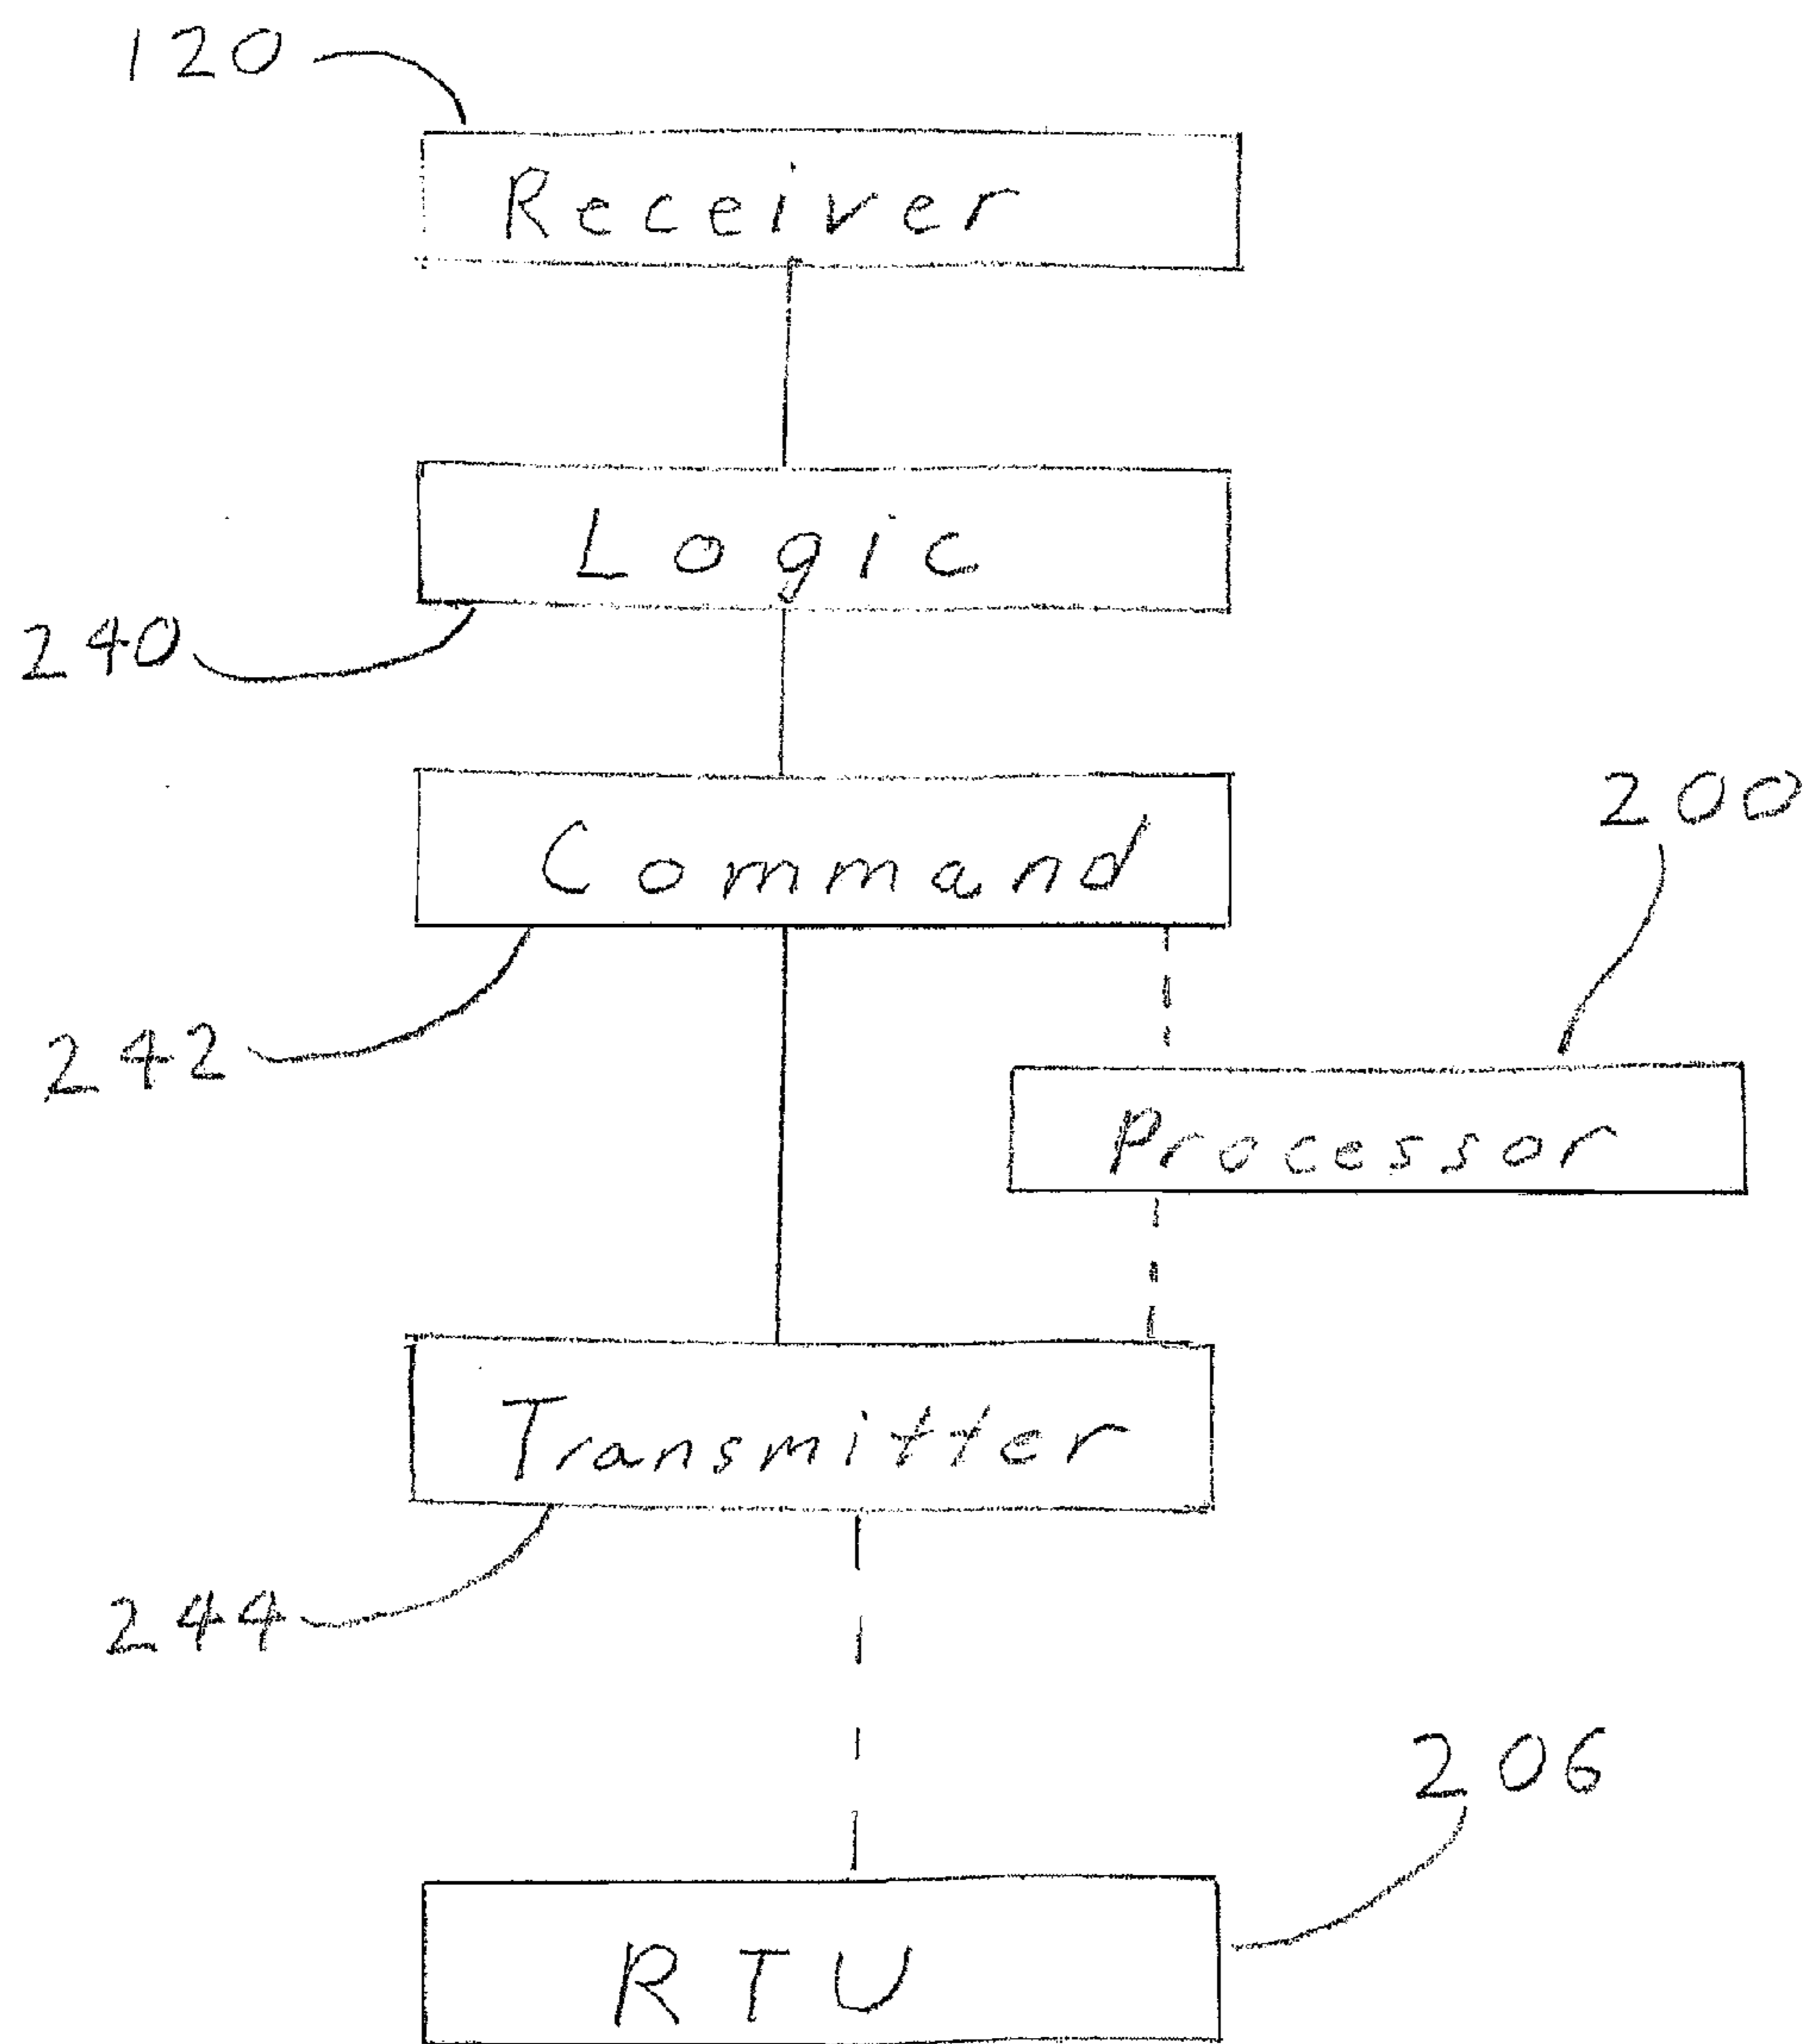 120
Receiver
Logic
240
Command
200
242
Processor
Transmitter
244
206
RTU